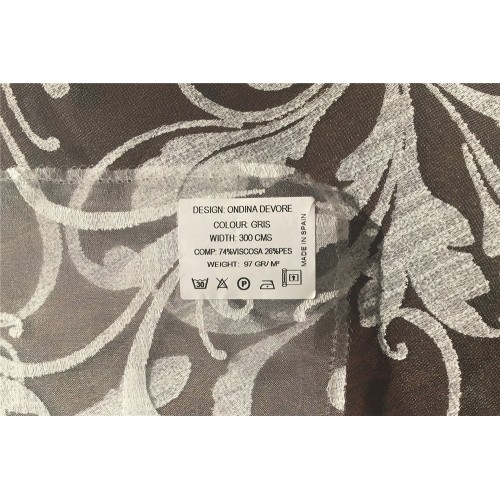 DESIGN: ONDINA DEVORE
COLOUR: GRIS
WIDTH: 300 CMS
COMP: 74%VISCOSA 26%PES
WEIGHT: 97 GR/ M²
MADE IN SPAIN
30 P